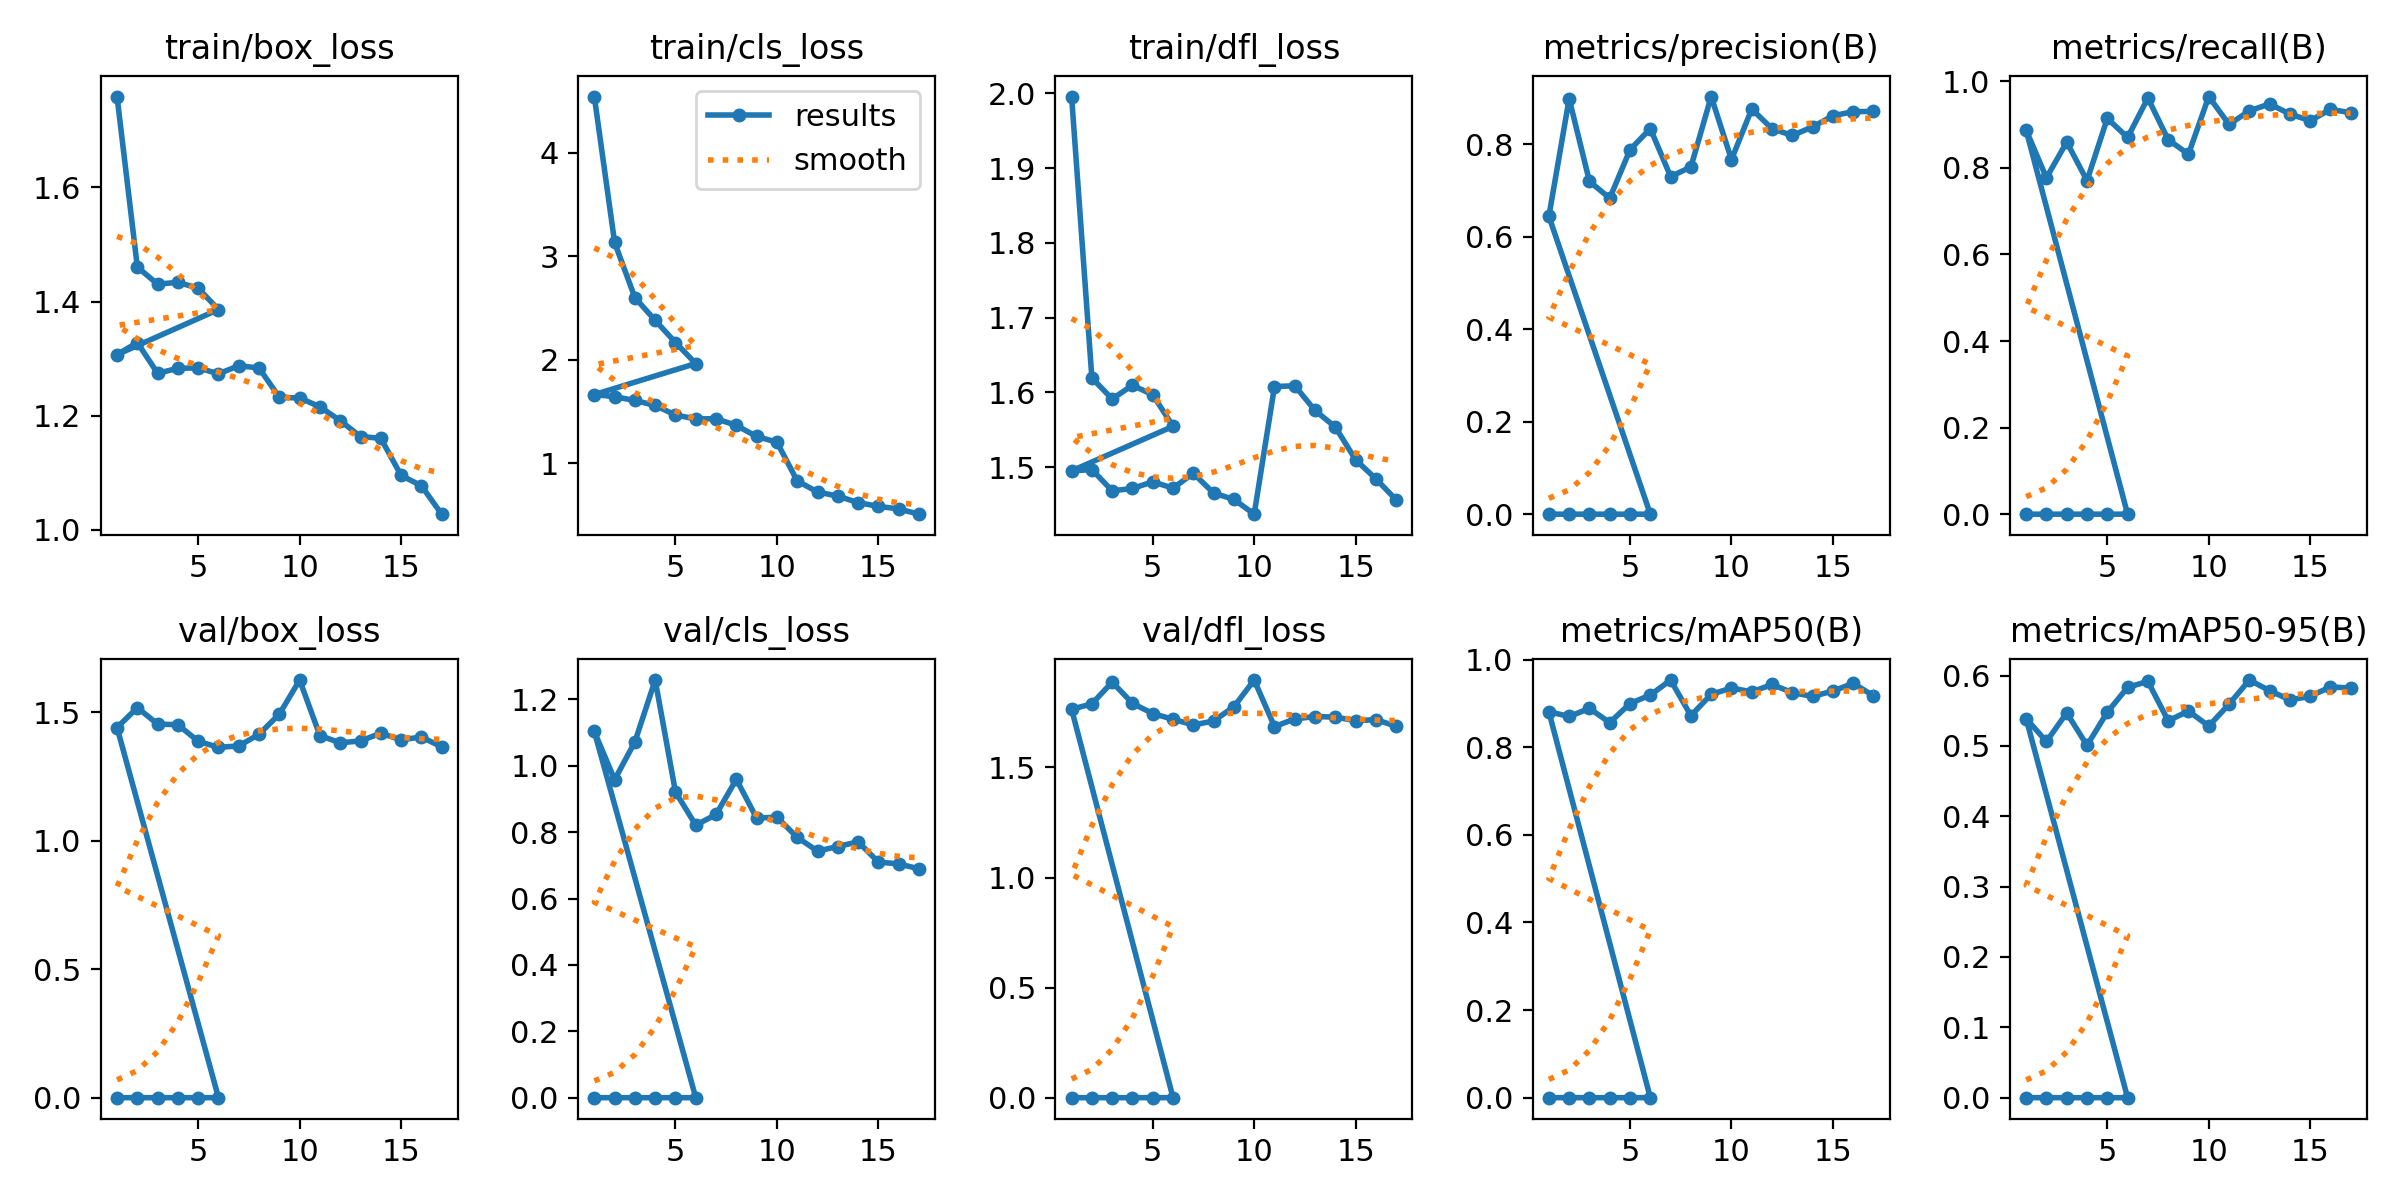 train/box_loss
1.6
1.4
1.2
1.0
5 10 15
train/cls_loss
results
smooth
4
3
2
1
5 10 15
train/dfl_loss
2.0
1.9
1.8
1.7
1.6
1.5
5 10 15
metrics/precision(B)
0.8
0.6
0.4
0.2
0.0
5 10 15
metrics/recall(B)
1.0
0.8
0.6
0.4
0.2
0.0
5 10 15
val/box_loss
1.5
1.0
0.5
0.0
5 10 15
val/cls_loss
1.2
1.0
0.8
0.6
0.4
0.2
0.0
5 10 15
val/dfl_loss
1.5
1.0
0.5
0.0
5 10 15
metrics/mAP50(B)
1.0
0.8
0.6
0.4
0.2
0.0
5 10 15
metrics/mAP50-95(B)
0.6
0.5
0.4
0.3
0.2
0.1
0.0
5 10 15